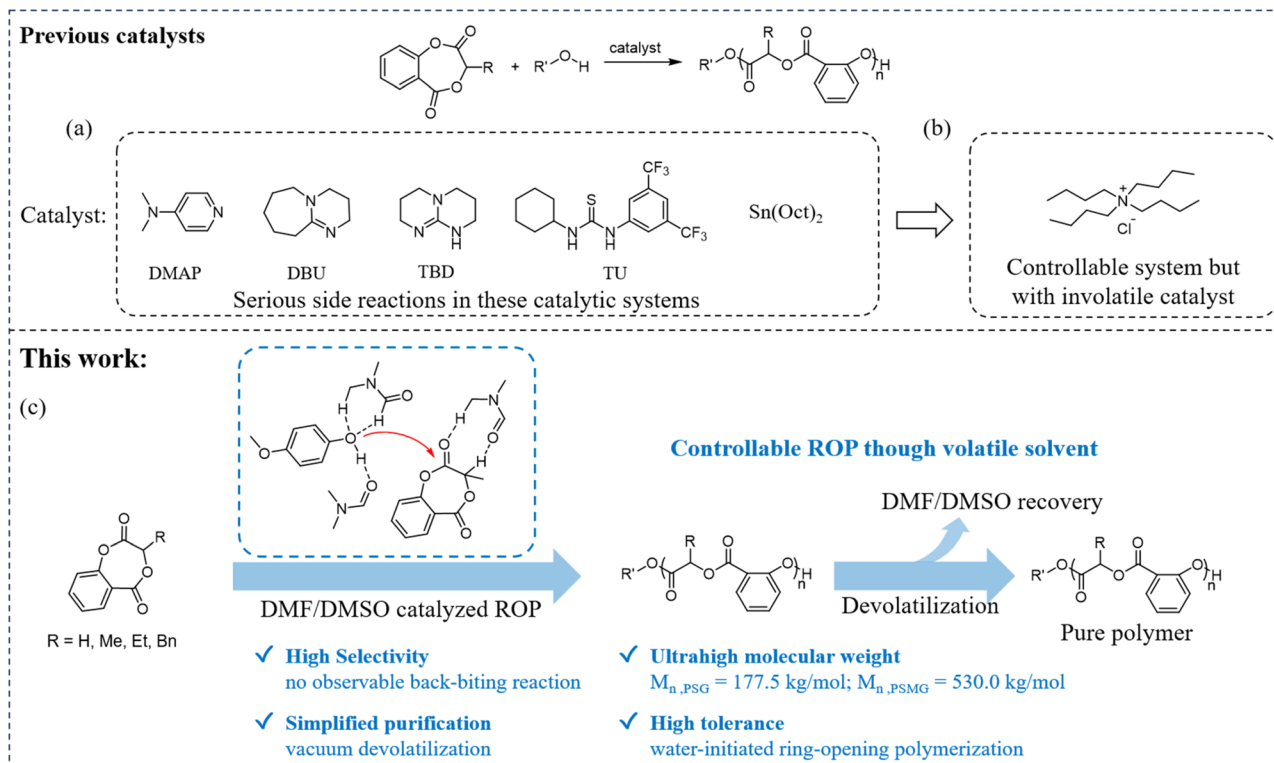 Previous catalysts
O
O
R
O
O
+
R'
O
H
catalyst
R'
O
O
R
O
O
O
H
n
(a)
(b)
Catalyst:
N
N
DMAP
N
N
DBU
N
N
N
H
TBD
S
N
H
N
H
CF3
CF3
TU
Sn(Oct)2
N
+
Cl-
Serious side reactions in these catalytic systems
Controllable system but
with involatile catalyst
This work:
(c)
N
O
H
H
O
O
H
O
N
N
H
O
O
H
O
O
O
Controllable ROP though volatile solvent
DMF/DMSO recovery
O
O
R
O
O
R = H, Me, Et, Bn
DMF/DMSO catalyzed ROP
R'
O
O
R
O
O
O
H
n
Devolatilization
R'
O
O
R
O
O
O
H
n
Pure polymer
✓ High Selectivity
no observable back-biting reaction
✓ Simplified purification
vacuum devolatilization
✓ Ultrahigh molecular weight
Mn ,PSG = 177.5 kg/mol; Mn ,PSMG = 530.0 kg/mol
✓ High tolerance
water-initiated ring-opening polymerization